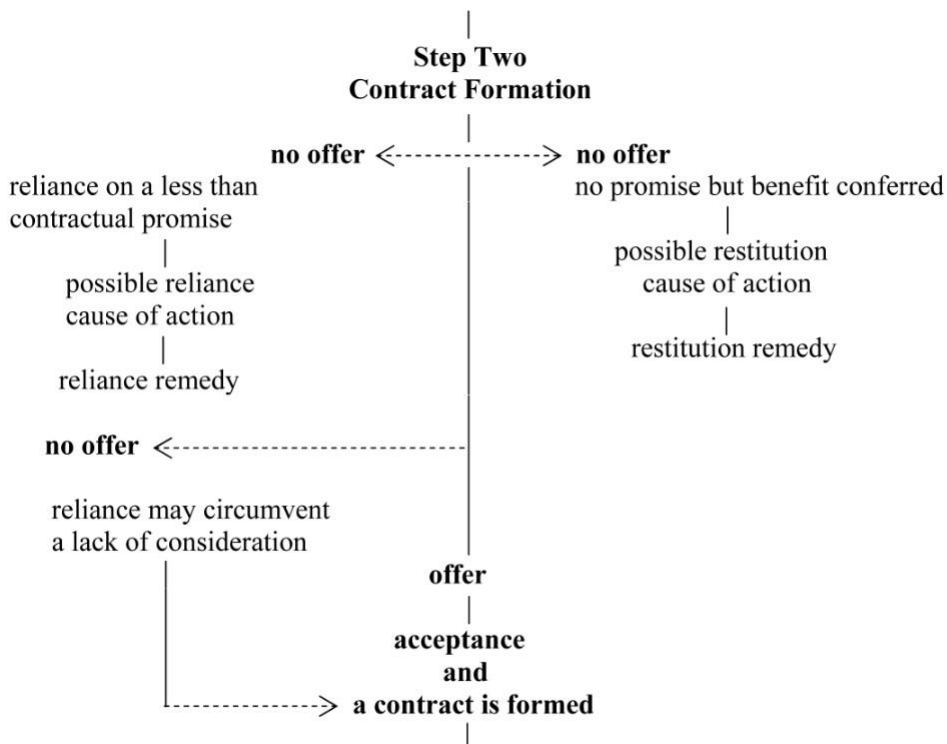 Step Two
Contract Formation
no offer
no offer
reliance on a less than
contractual promise
no promise but benefit conferred
possible reliance
cause of action
possible restitution
cause of action
reliance remedy
restitution remedy
no offer
reliance may circumvent
a lack of consideration
offer
acceptance
and
a contract is formed